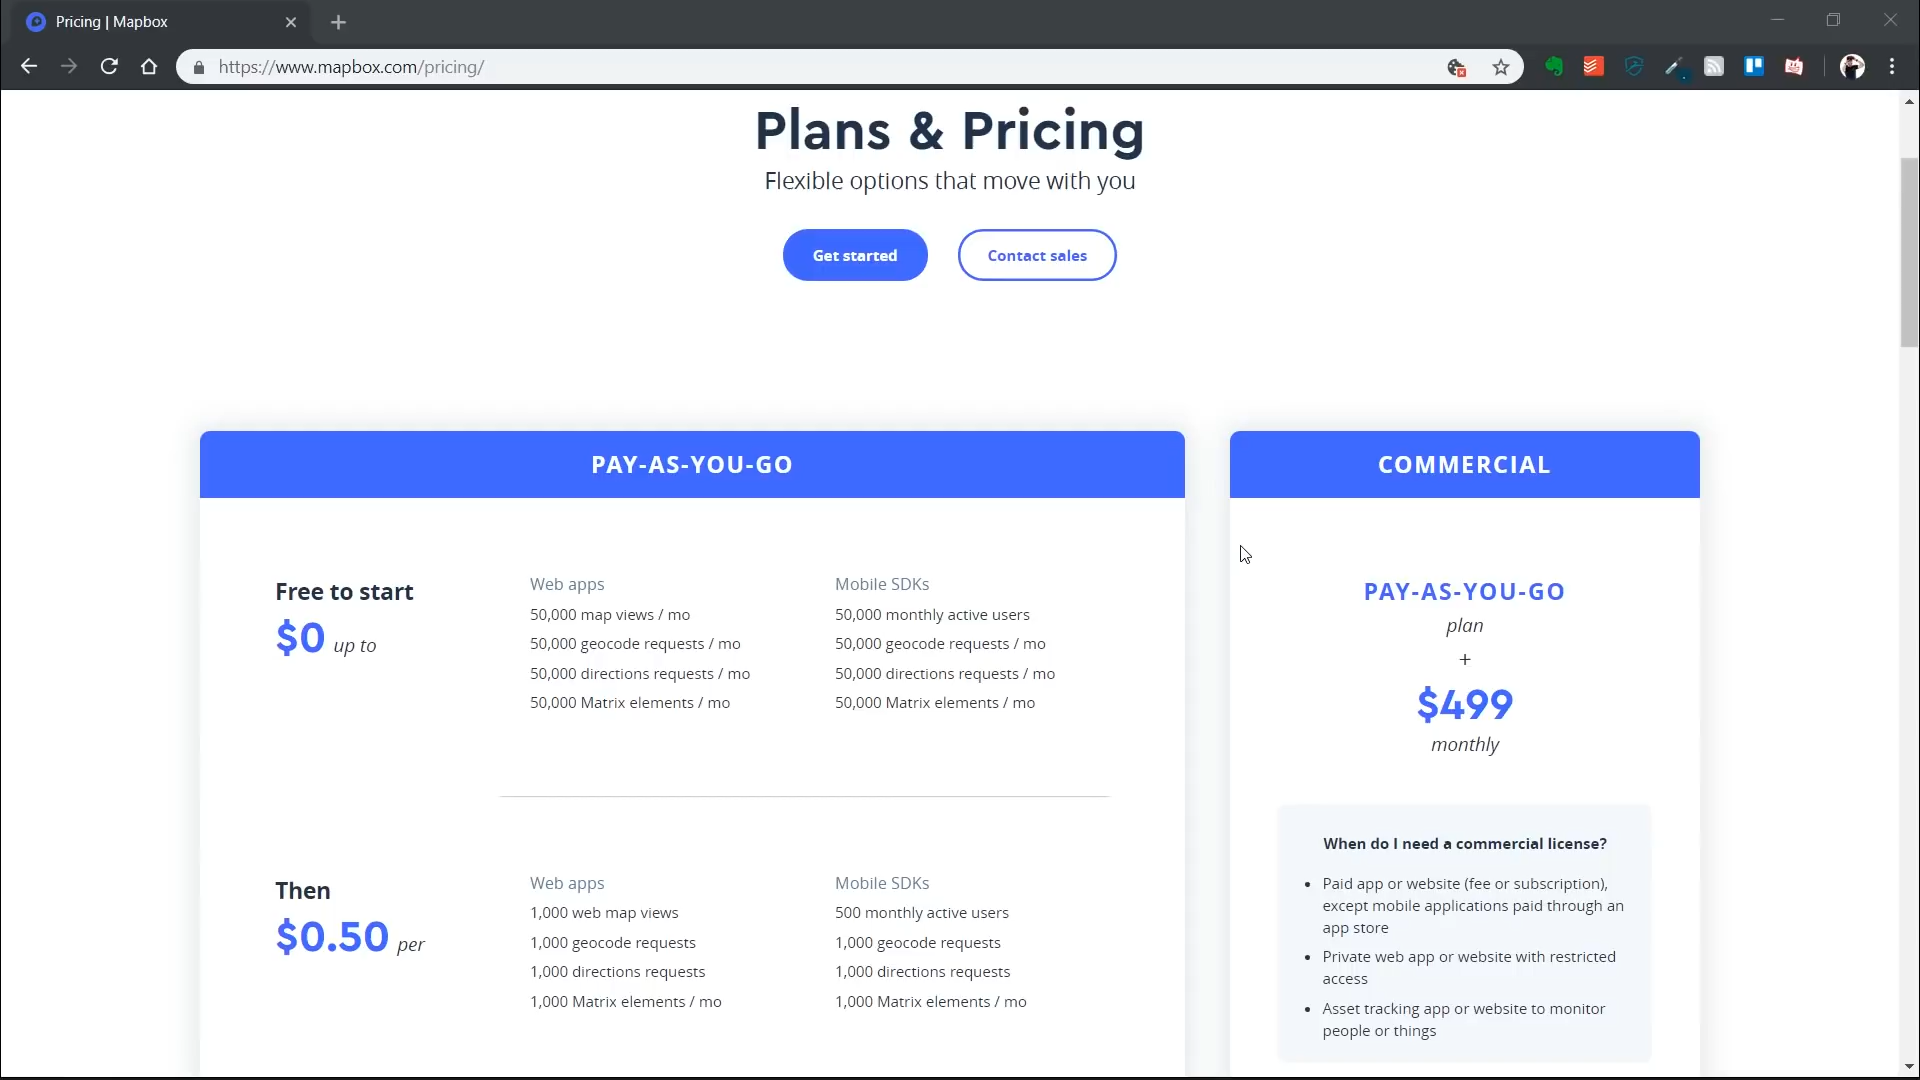 Pricing | Mapbox
https://www.mapbox.com/pricing/
Plans & Pricing
Flexible options that move with you
Get started
Contact sales
PAY-AS-YOU-GO
Free to start
$0 up to
Web apps
50,000 map views / mo
50,000 geocode requests / mo
50,000 directions requests / mo
50,000 Matrix elements / mo
Mobile SDKs
50,000 monthly active users
50,000 geocode requests / mo
50,000 directions requests / mo
50,000 Matrix elements / mo
Then
$0.50 per
Web apps
1,000 web map views
1,000 geocode requests
1,000 directions requests
1,000 Matrix elements / mo
Mobile SDKs
500 monthly active users
1,000 geocode requests
1,000 directions requests
1,000 Matrix elements / mo
COMMERCIAL
PAY-AS-YOU-GO
plan
+
$499
monthly
When do I need a commercial license?
• Paid app or website (fee or subscription),
except mobile applications paid through an
app store
• Private web app or website with restricted
access
• Asset tracking app or website to monitor
people or things